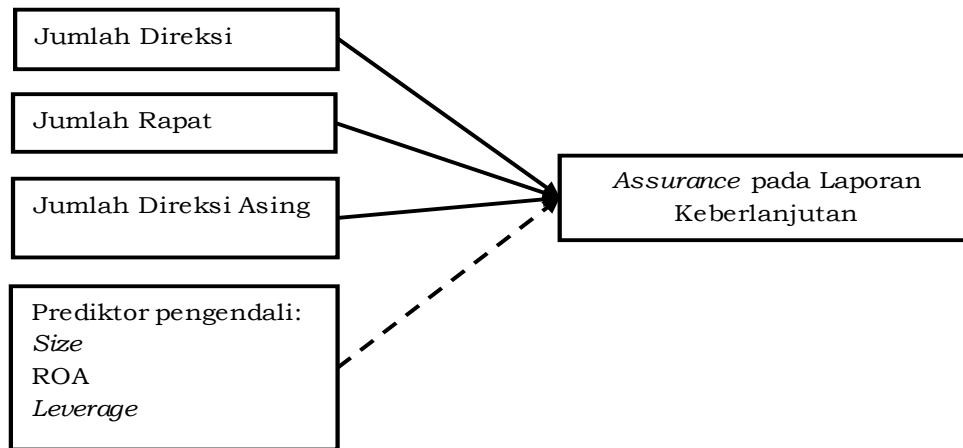 Jumlah Direksi
Jumlah Rapat
Jumlah Direksi Asing
Prediktor pengendali:
Size
ROA
Leverage
Assurance pada Laporan
Keberlanjutan